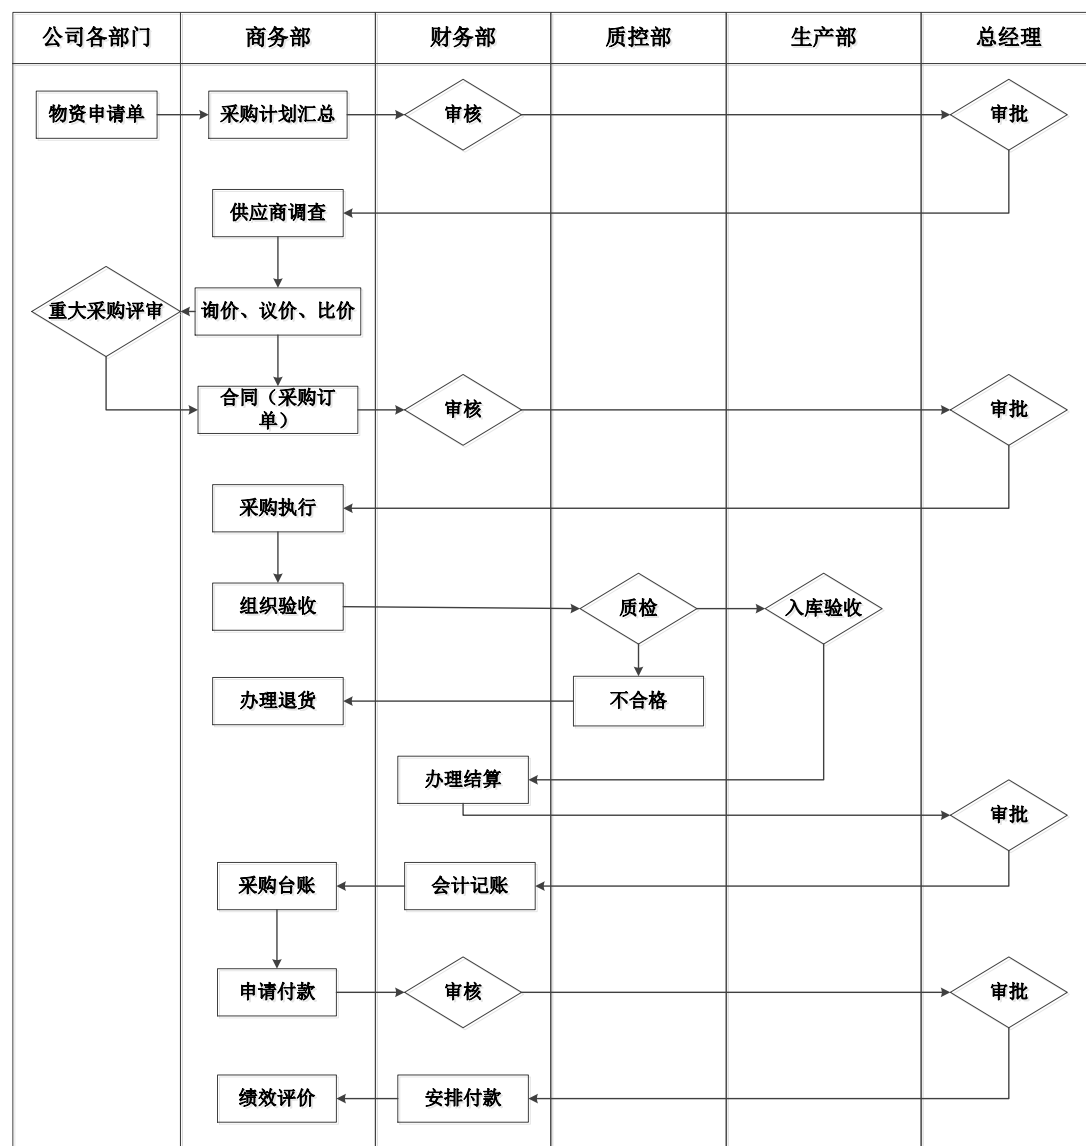 公司各部门
商务部
财务部
质控部
生产部
总经理
物资申请单
采购计划汇总
审核
审批
供应商调查
重大采购评审
询价、议价、比价
合同（采购订
单）
审核
审批
采购执行
组织验收
质检
入库验收
办理退货
不合格
办理结算
审批
采购台账
会计记账
申请付款
审核
审批
绩效评价
安排付款